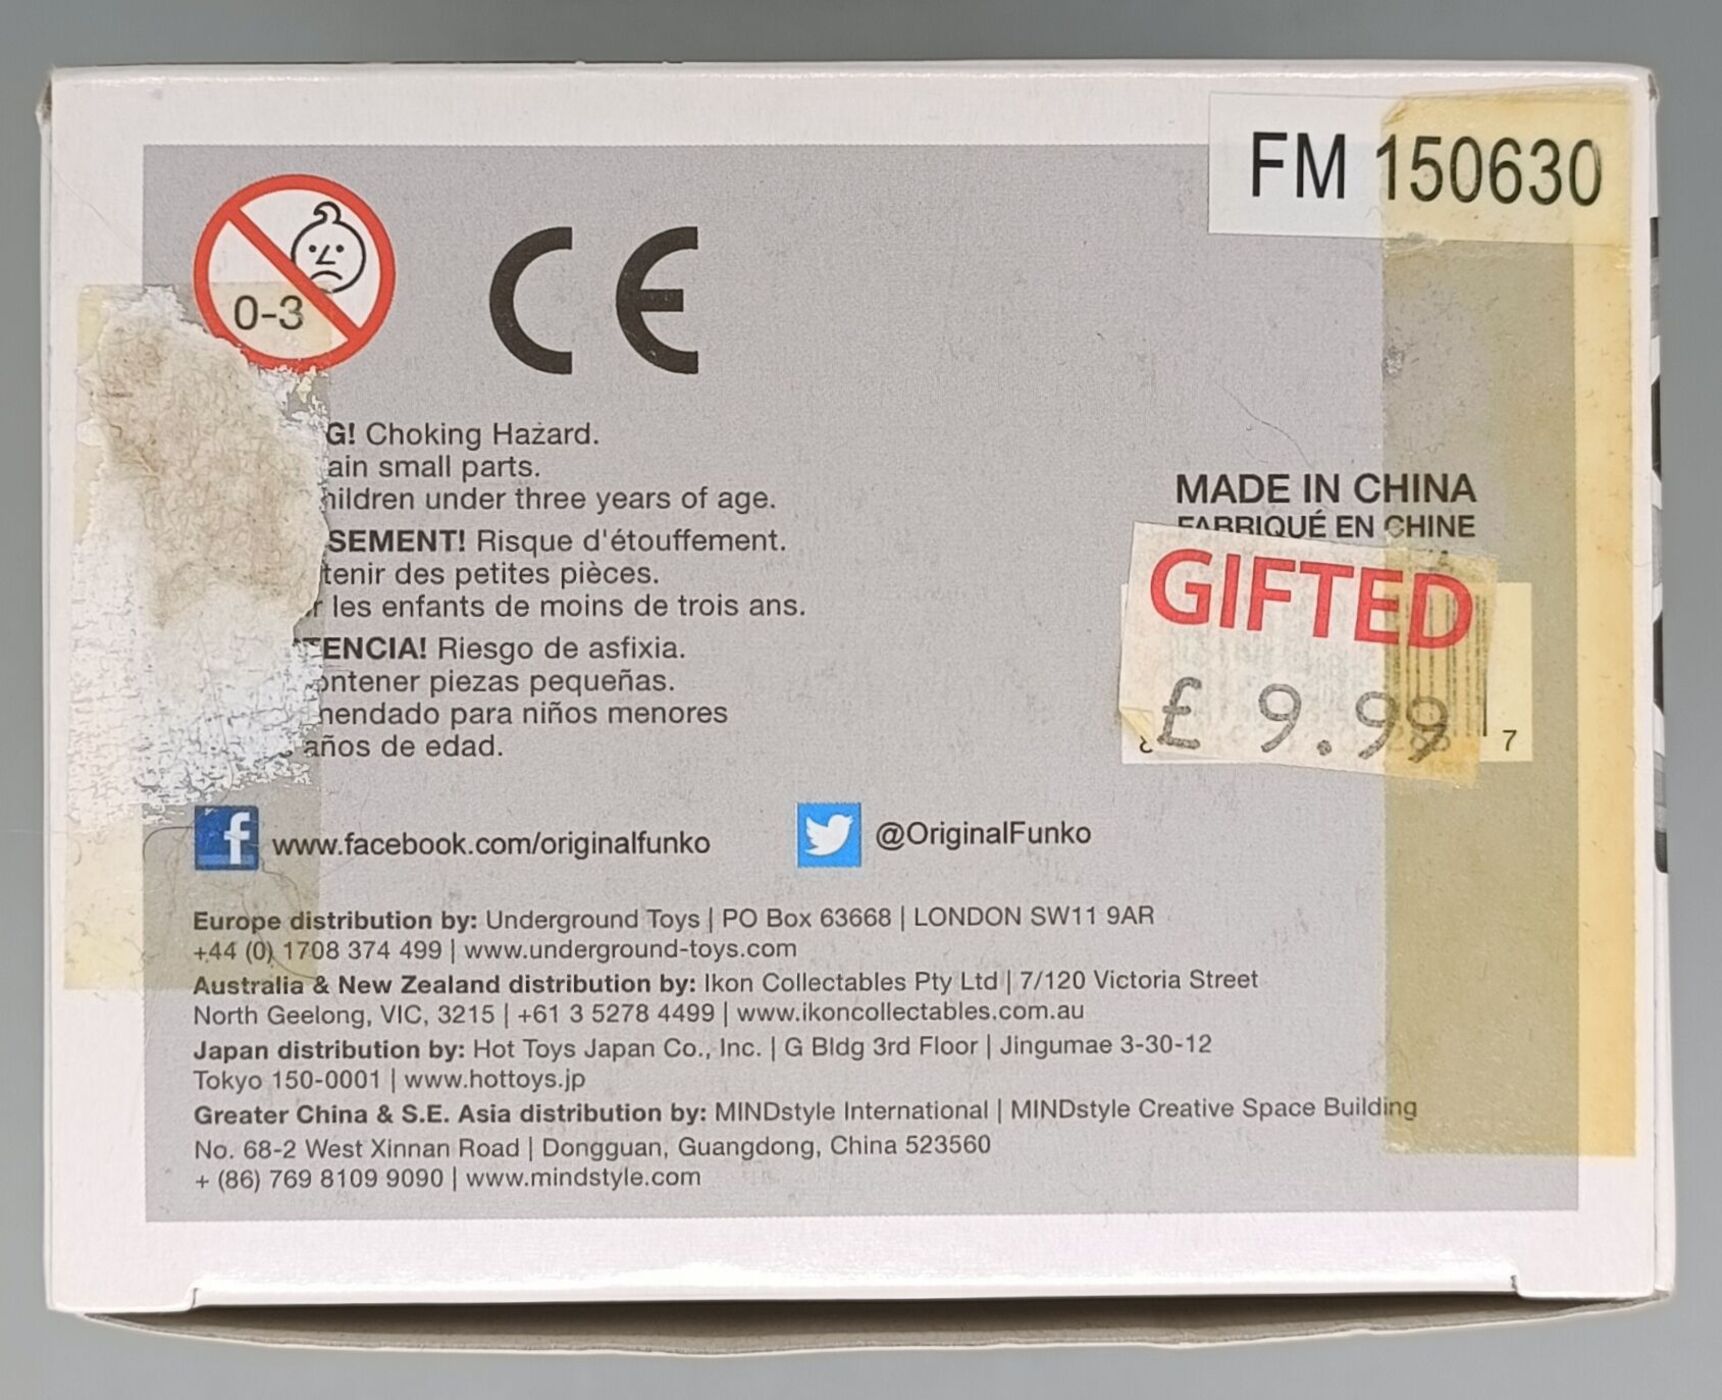 FM 150630
0-3
CE
G! Choking Hazard.
ain small parts.
hildren under three years of age.
SEMENT! Risque d'étouffement.
tenir des petites pièces.
r les enfants de moins de trois ans.
TENCIA! Riesgo de asfixia.
ontener piezas pequeñas.
mendado para niños menores
años de edad.
MADE IN CHINA
FABRIQUÉ EN CHINE
GIFTED
£ 9.99
7
www.facebook.com/originalfunko
@OriginalFunko
Europe distribution by: Underground Toys | PO Box 63668 | LONDON SW11 9AR
+44 (0) 1708 374 499 | www.underground-toys.com
Australia & New Zealand distribution by: Ikon Collectables Pty Ltd | 7/120 Victoria Street
North Geelong, VIC, 3215 | +61 3 5278 4499 | www.ikoncollectables.com.au
Japan distribution by: Hot Toys Japan Co., Inc. | G Bldg 3rd Floor | Jingumae 3-30-12
Tokyo 150-0001 | www.hottoys.jp
Greater China & S.E. Asia distribution by: MINDstyle International | MINDstyle Creative Space Building
No. 68-2 West Xinnan Road | Dongguan, Guangdong, China 523560
+ (86) 769 8109 9090 | www.mindstyle.com